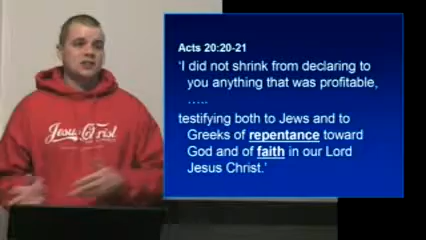 Acts 20:20-21
'I did not shrink from declaring to
you anything that was profitable,
…..
testifying both to Jews and to
Greeks of repentance toward
God and of faith in our Lord
Jesus Christ.'
Jesus Christ